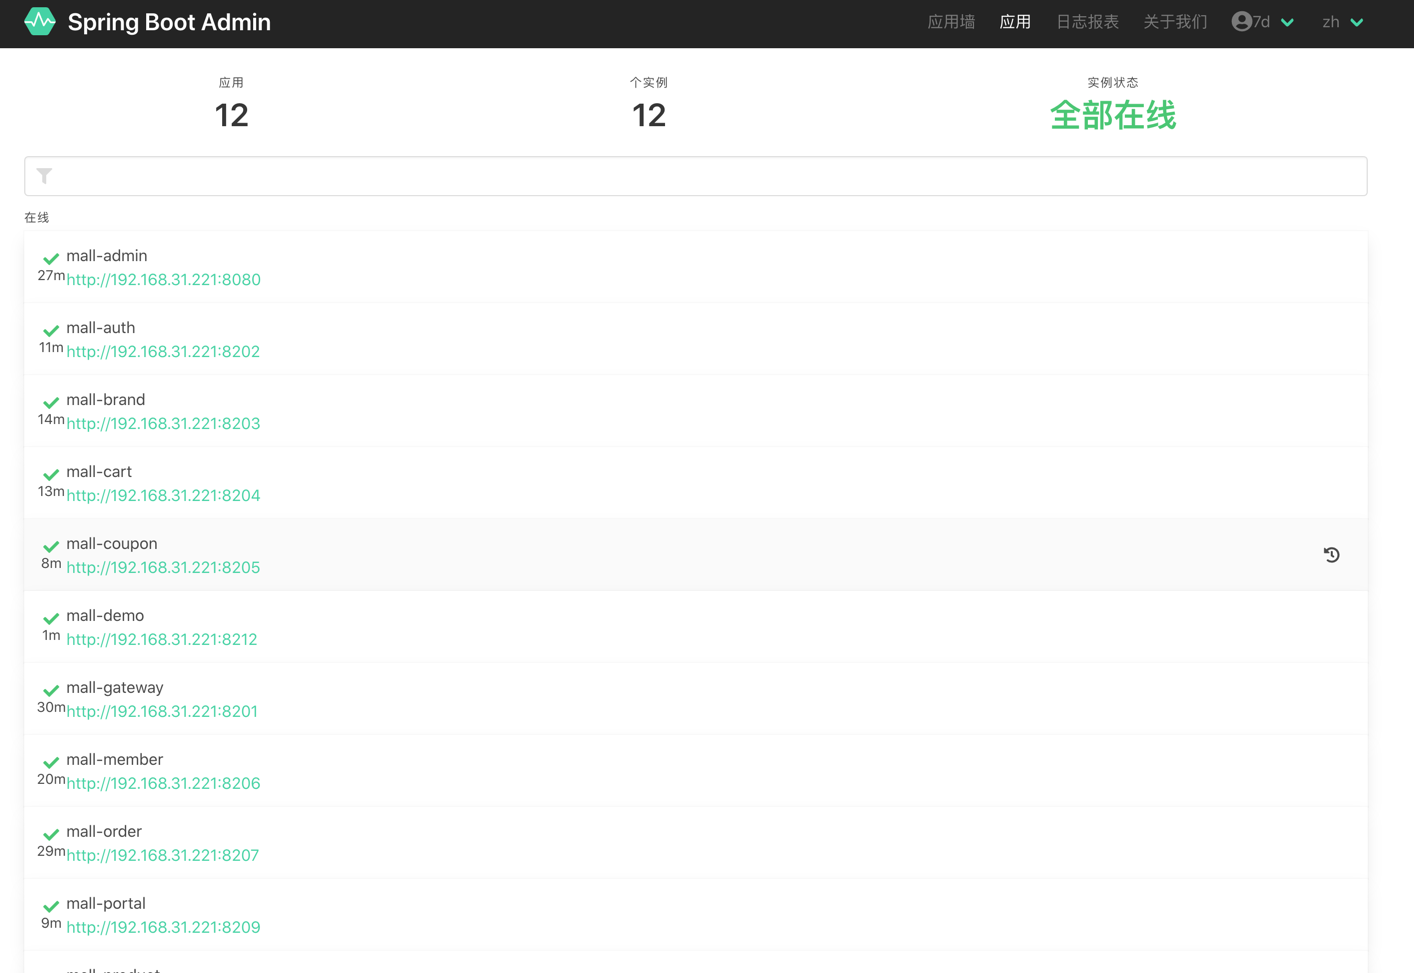 Spring Boot Admin
应用墙 应用 日志报表 关于我们 7d zh
应用 个实例 实例状态
12 12 全部在线
在线
mall-admin
27m http://192.168.31.221:8080
mall-auth
11m http://192.168.31.221:8202
mall-brand
14m http://192.168.31.221:8203
mall-cart
13m http://192.168.31.221:8204
mall-coupon
8m http://192.168.31.221:8205
mall-demo
1m http://192.168.31.221:8212
mall-gateway
30m http://192.168.31.221:8201
mall-member
20m http://192.168.31.221:8206
mall-order
29m http://192.168.31.221:8207
mall-portal
9m http://192.168.31.221:8209